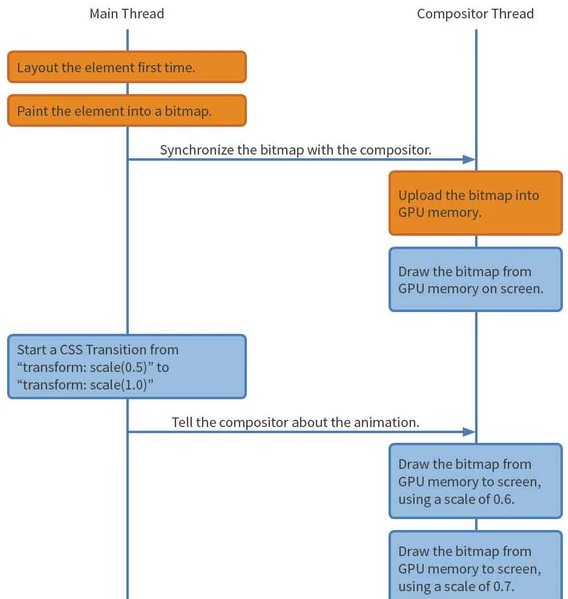 Main Thread
Compositor Thread
Layout the element first time.
Paint the element into a bitmap.
Synchronize the bitmap with the compositor.
Upload the bitmap into
GPU memory.
Draw the bitmap from
GPU memory on screen.
Start a CSS Transition from
“transform: scale(0.5)” to
“transform: scale(1.0)”
Tell the compositor about the animation.
Draw the bitmap from
GPU memory to screen,
using a scale of 0.6.
Draw the bitmap from
GPU memory to screen,
using a scale of 0.7.